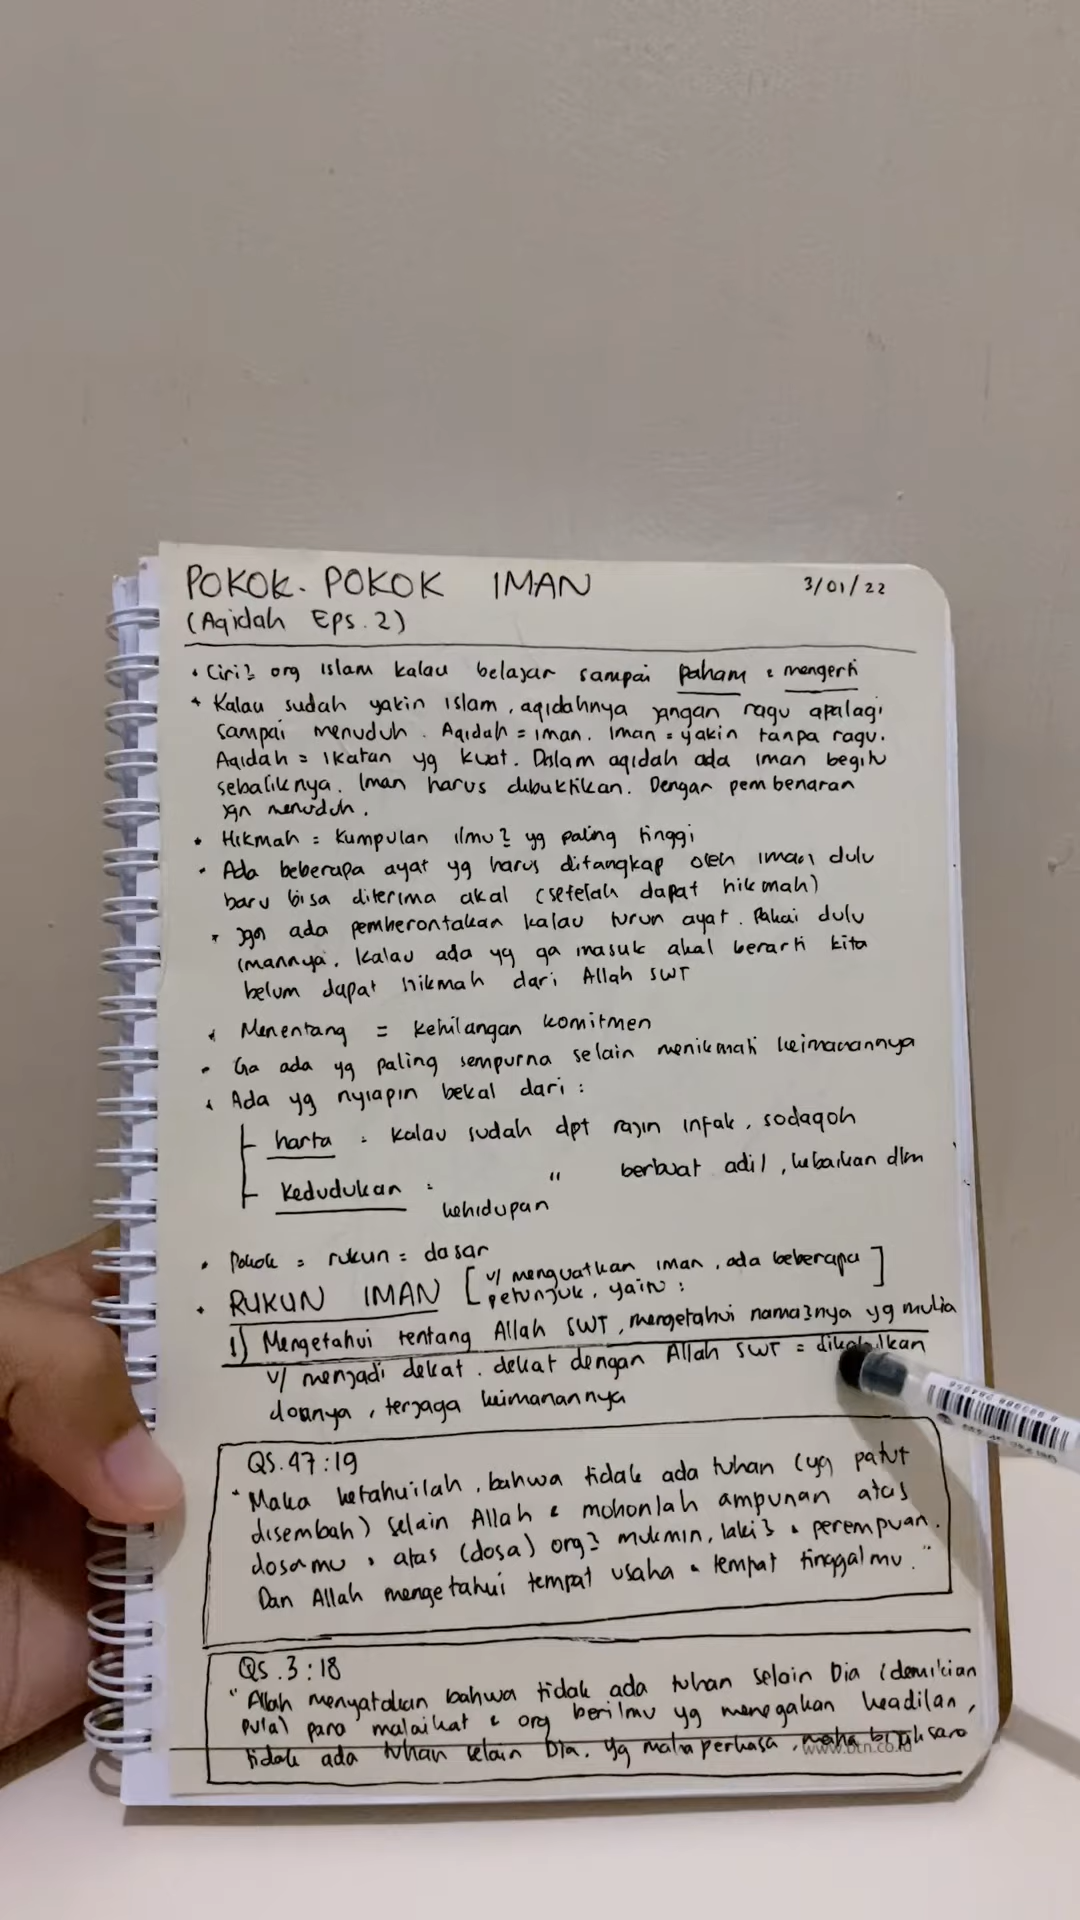 POKOK-POKOK IMAN 3/01/22
(Aqidah Eps.2)
• Ciri2 org Islam kalau belajar sampai paham & mengerti
• Kalau sudah yakin Islam, aqidahnya jangan ragu apalagi
sampai menuduh. Aqidah = iman. Iman = yakin tanpa ragu.
Aqidah = ikatan yg kuat. Dalam aqidah ada iman begitu
sebaliknya. Iman harus dibuktikan. Dengan pembenaran
jgn menuduh.
• Hikmah = Kumpulan ilmu2 yg paling tinggi
• Ada beberapa ayat yg harus ditangkap oleh iman dulu
baru bisa diterima akal (setelah dapat hikmah)
• Jgn ada pemberontakan kalau turun ayat. Pakai dulu
imannya. Kalau ada yg ga masuk akal berarti kita
belum dapat hikmah dari Allah SWT
• Menentang = kehilangan komitmen
• Ga ada yg paling sempurna selain menikmati keimanannya
• Ada yg nyiapin bekal dari :
harta : kalau sudah dpt rajin infak, sodaqoh
kedudukan : " berbuat adil, kebaikan dlm
kehidupan
• Pokok = rukun = dasar
• RUKUN IMAN [u/ menguatkan iman, ada beberapa
petunjuk, yaitu : ]
1) Mengetahui tentang Allah SWT, mengetahui nama2nya yg mulia
u/ menjadi dekat. dekat dengan Allah SWT = dikabulkan
doanya, terjaga keimanannya
QS. 47:19
"Maka ketahuilah, bahwa tidak ada tuhan (yg patut
disembah) selain Allah & mohonlah ampunan atas
dosamu & atas (dosa) org2 mukmin, laki2 & perempuan.
Dan Allah mengetahui tempat usaha & tempat tinggalmu."
QS. 3:18
"Allah menyatakan bahwa tidak ada tuhan selain Dia (demikian
pula) para malaikat & org berilmu yg menegakan keadilan,
tidak ada tuhan selain Dia. yg maha perkasa, maha